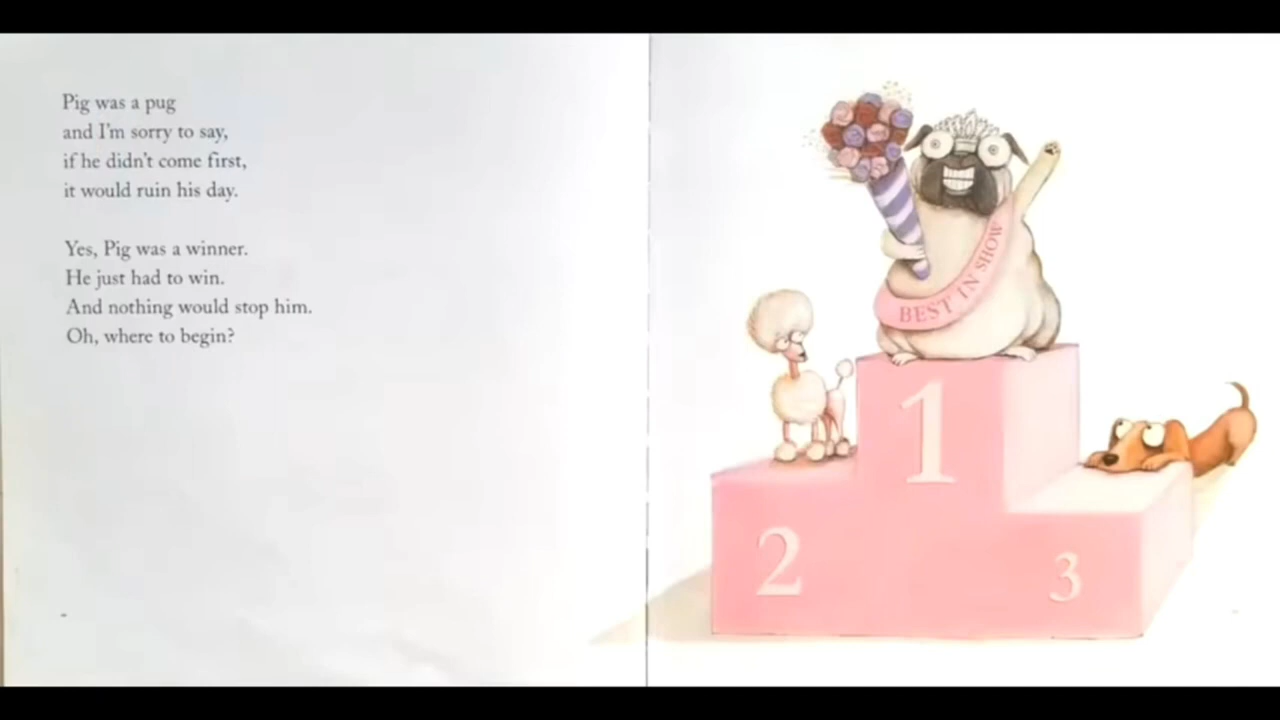 Pig was a pug
and I'm sorry to say,
if he didn't come first,
it would ruin his day.
Yes, Pig was a winner.
He just had to win.
And nothing would stop him.
Oh, where to begin?
BEST IN SHOW
1
2
3